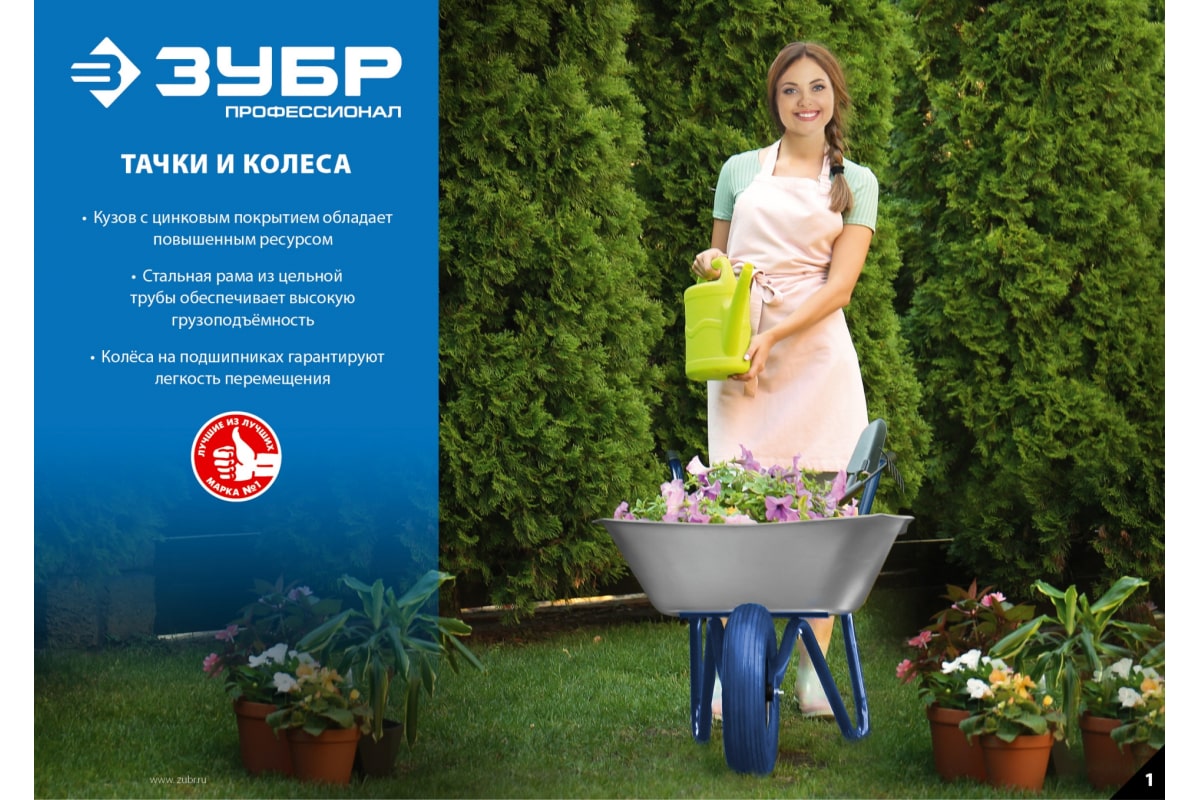 ЗУБР
ПРОФЕССИОНАЛ
ТАЧКИ И КОЛЕСА
• Кузов с цинковым покрытием обладает
повышенным ресурсом
• Стальная рама из цельной
трубы обеспечивает высокую
грузоподъёмность
• Колёса на подшипниках гарантируют
легкость перемещения
ЛУЧШИЕ ИЗ ЛУЧШИХ
МАРКА №1
www.zubr.ru
1